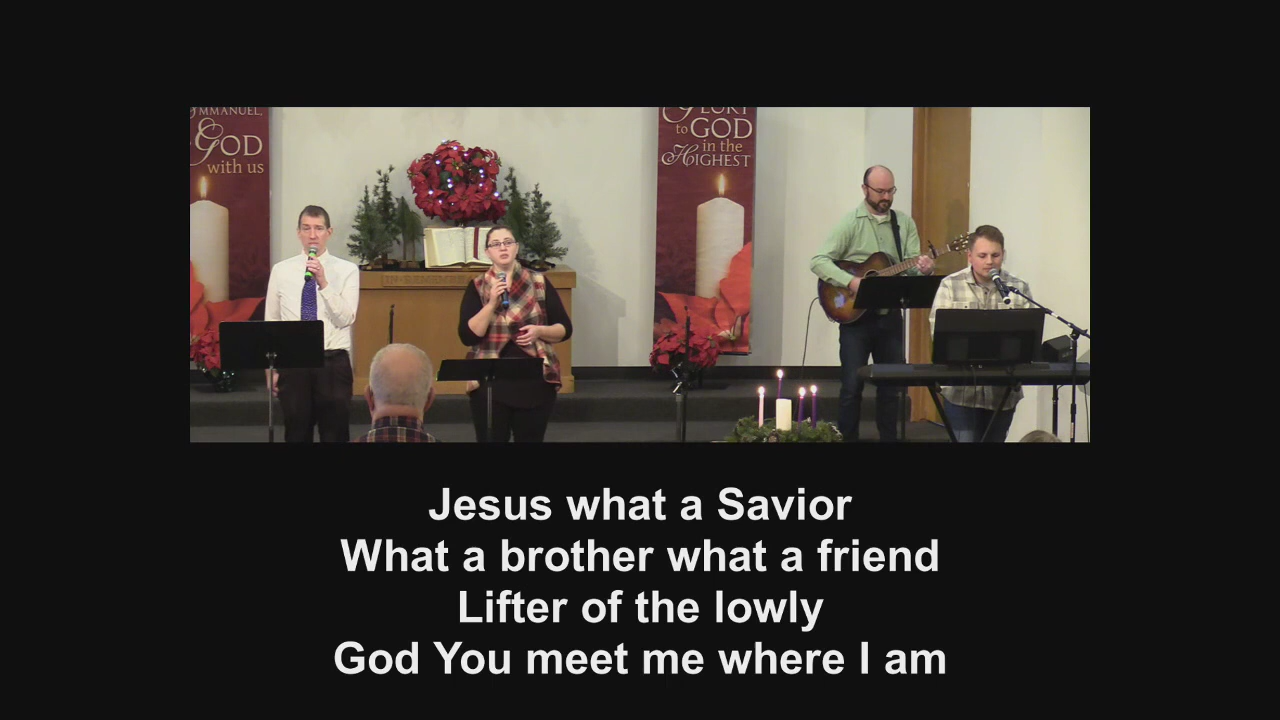 MMANUEL,
GOD
with us
GLORY
to GOD
in the
HIGHEST
Jesus what a Savior
What a brother what a friend
Lifter of the lowly
God You meet me where I am